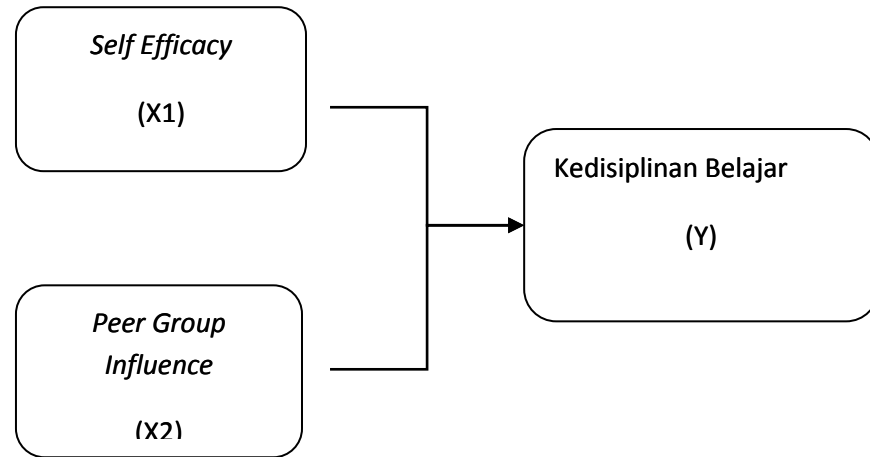 Self Efficacy
(X1)
Kedisiplinan Belajar
(Y)
Peer Group
Influence
(X2)